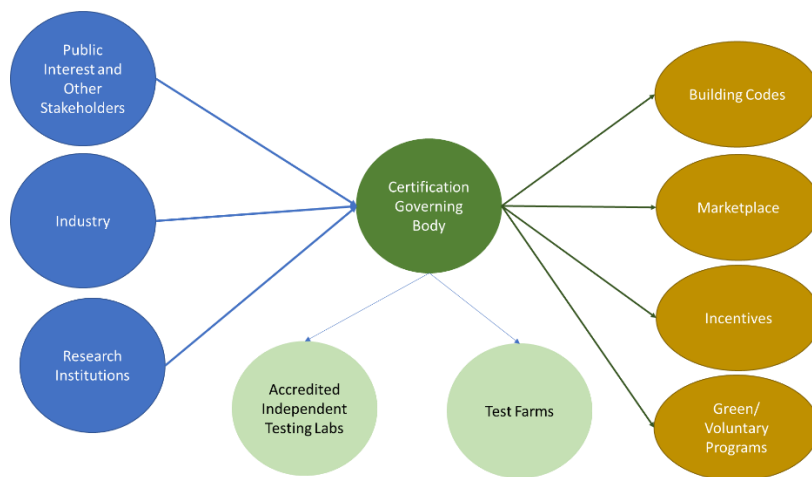 Public
Interest and
Other
Stakeholders
Industry
Research
Institutions
Certification
Governing
Body
Accredited
Independent
Testing Labs
Test Farms
Building Codes
Marketplace
Incentives
Green/
Voluntary
Programs